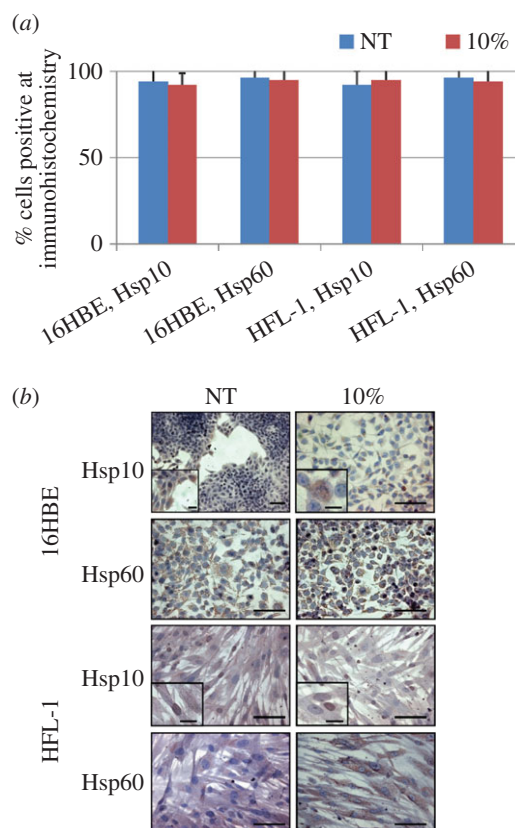 (a)
NT 10%
% cells positive at
immunohistochemistry
100
50
0
16HBE, Hsp10
16HBE, Hsp60
HFL-1, Hsp10
HFL-1, Hsp60
(b)
NT 10%
16HBE
Hsp10
Hsp60
HFL-1
Hsp10
Hsp60